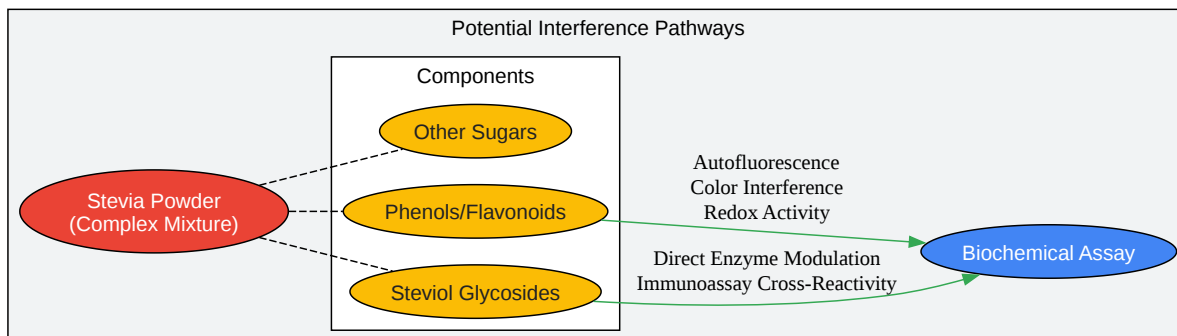 Potential Interference Pathways
Components
Other Sugars
Stevia Powder
(Complex Mixture)
Phenols/Flavonoids
Steviol Glycosides
Autofluorescence
Color Interference
Redox Activity
Direct Enzyme Modulation
Immunoassay Cross-Reactivity
Biochemical Assay